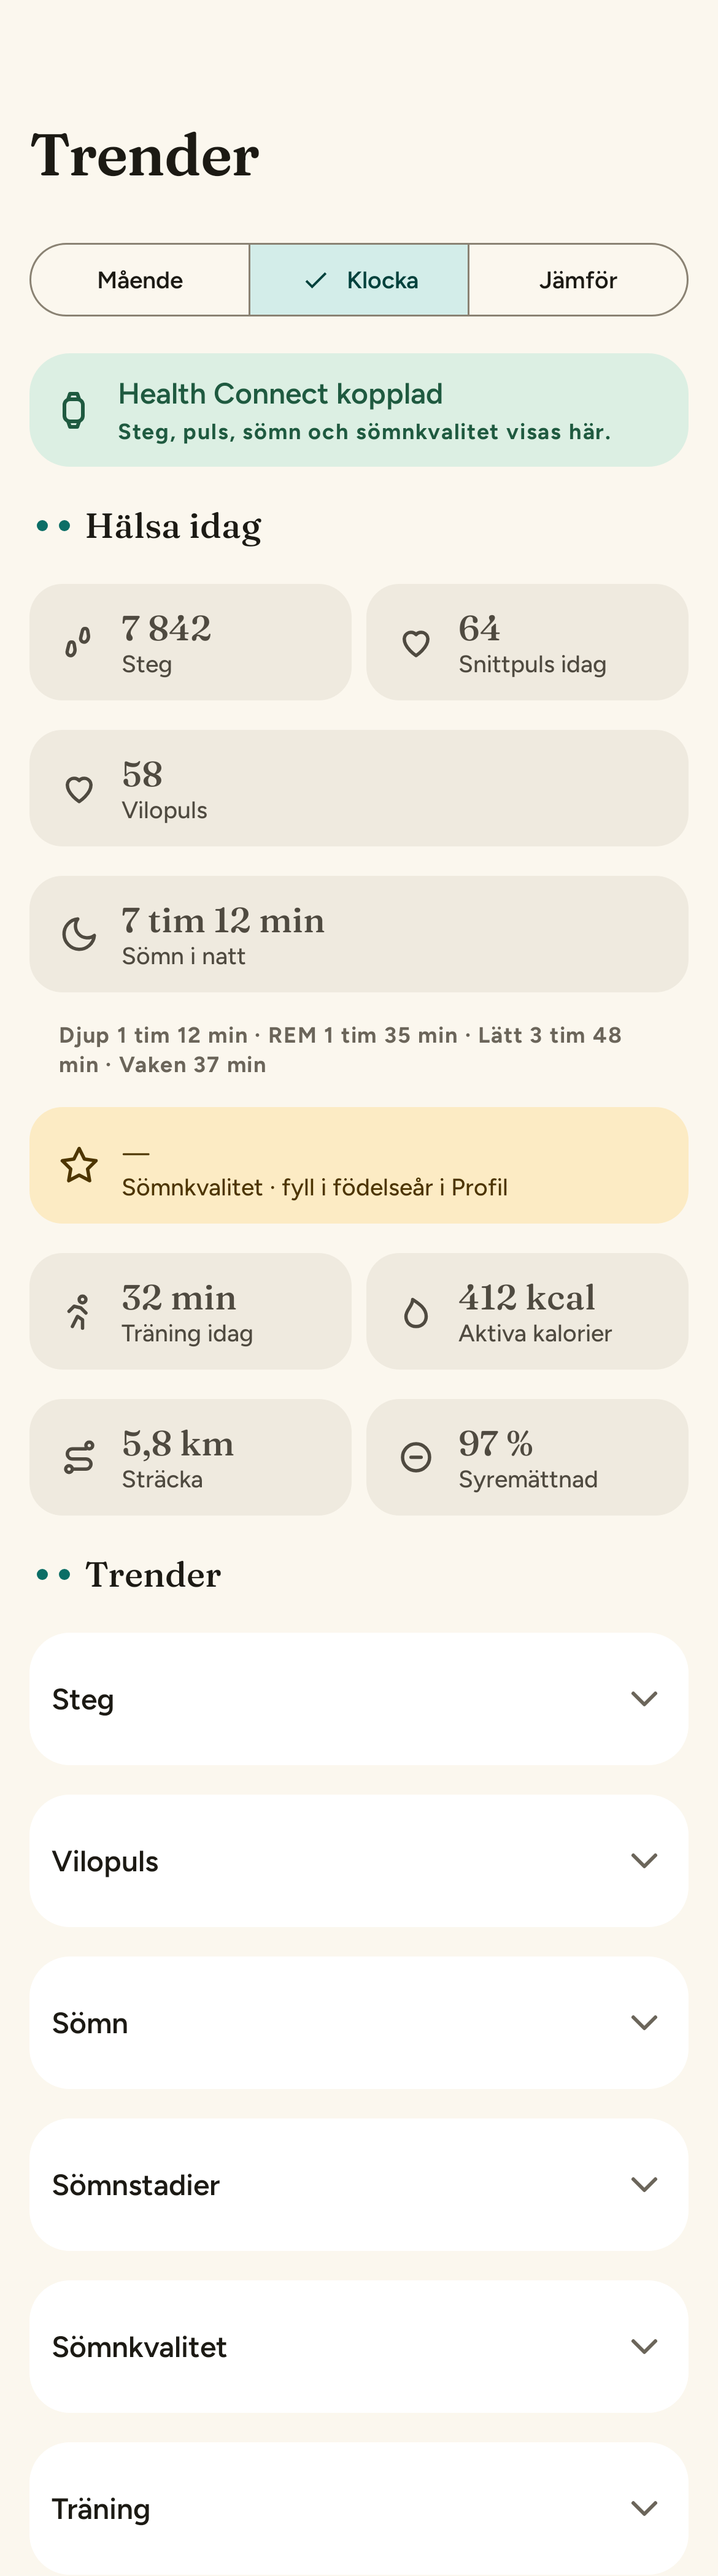 Trender
Mående
Klocka
Jämför
Health Connect kopplad
Steg, puls, sömn och sömnkvalitet visas här.
Hälsa idag
7 842
Steg
64
Snittpuls idag
58
Vilopuls
7 tim 12 min
Sömn i natt
Djup 1 tim 12 min · REM 1 tim 35 min · Lätt 3 tim 48
min · Vaken 37 min
—
Sömnkvalitet · fyll i födelseår i Profil
32 min
Träning idag
412 kcal
Aktiva kalorier
5,8 km
Sträcka
97 %
Syremättnad
Trender
Steg
Vilopuls
Sömn
Sömnstadier
Sömnkvalitet
Träning